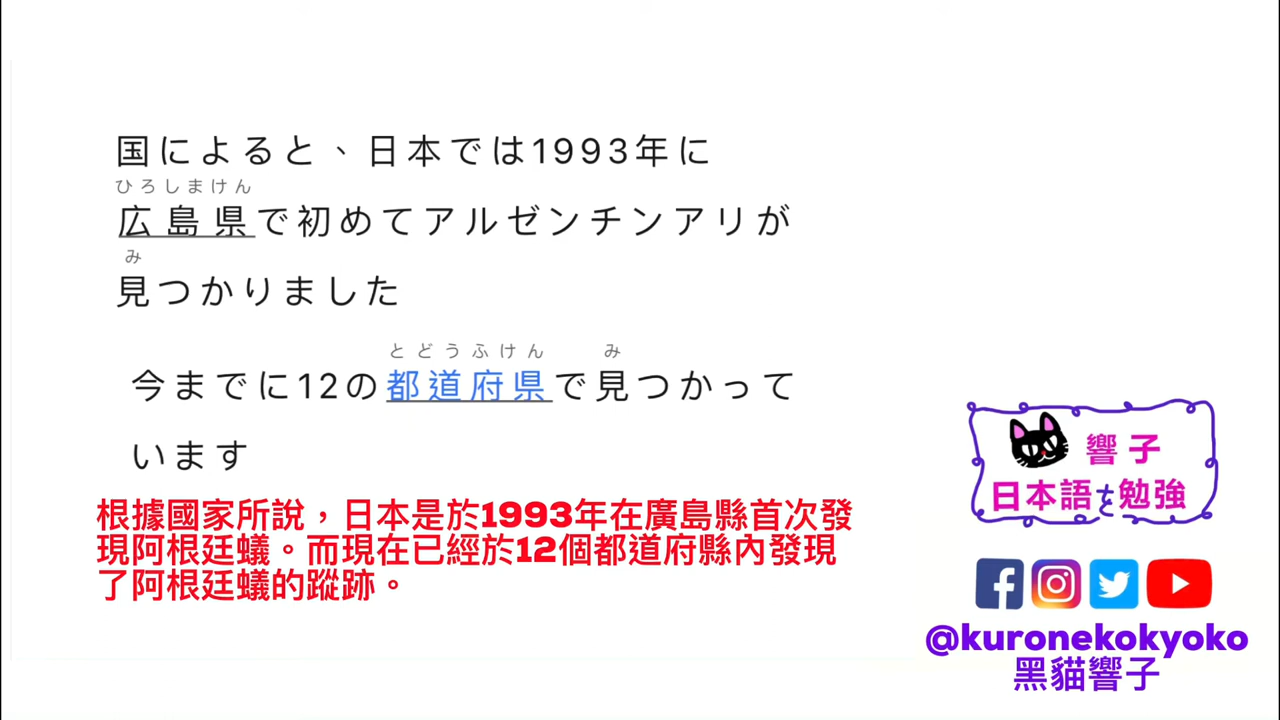 国によると、日本では1993年に
ひろしまけん
広島県で初めてアルゼンチンアリが
み
見つかりました
とどうふけん み
今までに12の都道府県で見つかって
います
根據國家所說，日本是於1993年在廣島縣首次發
現阿根廷蟻。而現在已經於12個都道府縣內發現
了阿根廷蟻的蹤跡。
響子
日本語を勉強
@kuronekokyoko
黑貓響子